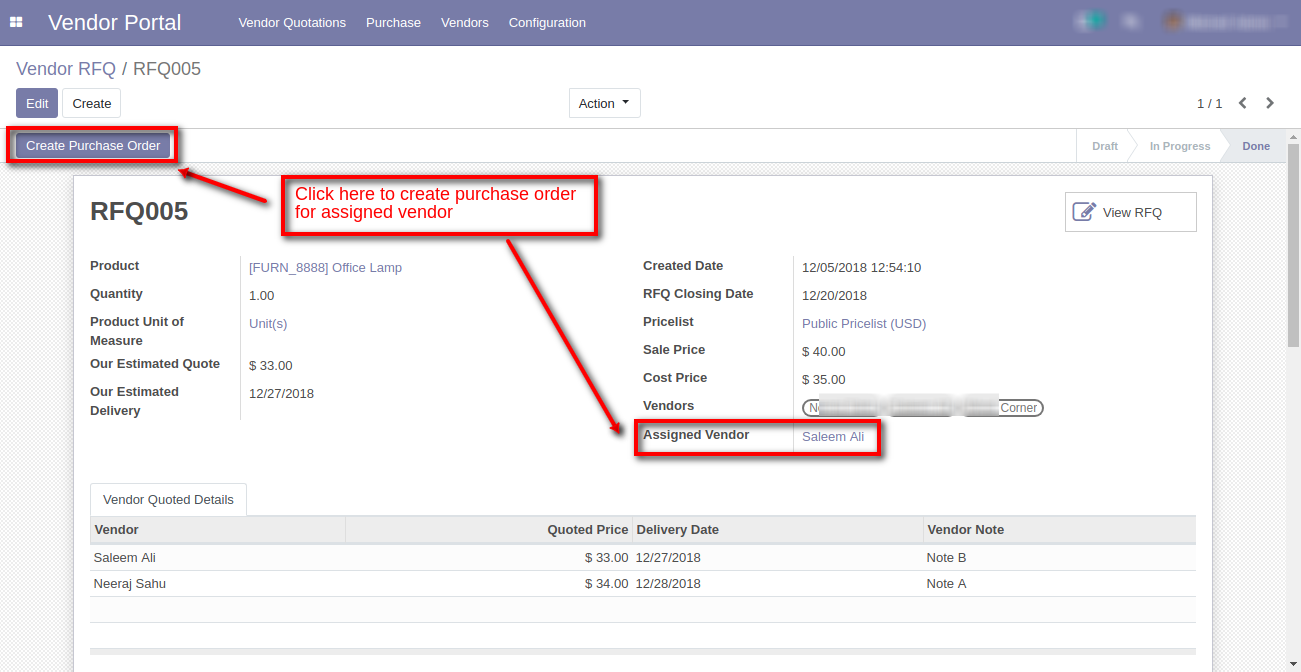 Vendor Portal Vendor Quotations Purchase Vendors Configuration
Vendor RFQ / RFQ005
Edit Create Action 1 / 1
Create Purchase Order Draft In Progress Done
Click here to create purchase order
for assigned vendor
RFQ005 View RFQ
Product [FURN_8888] Office Lamp Created Date 12/05/2018 12:54:10
Quantity 1.00 RFQ Closing Date 12/20/2018
Product Unit of Unit(s) Pricelist Public Pricelist (USD)
Measure Sale Price $ 40.00
Our Estimated Quote $ 33.00 Cost Price $ 35.00
Our Estimated 12/27/2018
Delivery Vendors Corner
Assigned Vendor Saleem Ali
Vendor Quoted Details
Vendor Quoted Price Delivery Date Vendor Note
Saleem Ali $ 33.00 12/27/2018 Note B
Neeraj Sahu $ 34.00 12/28/2018 Note A